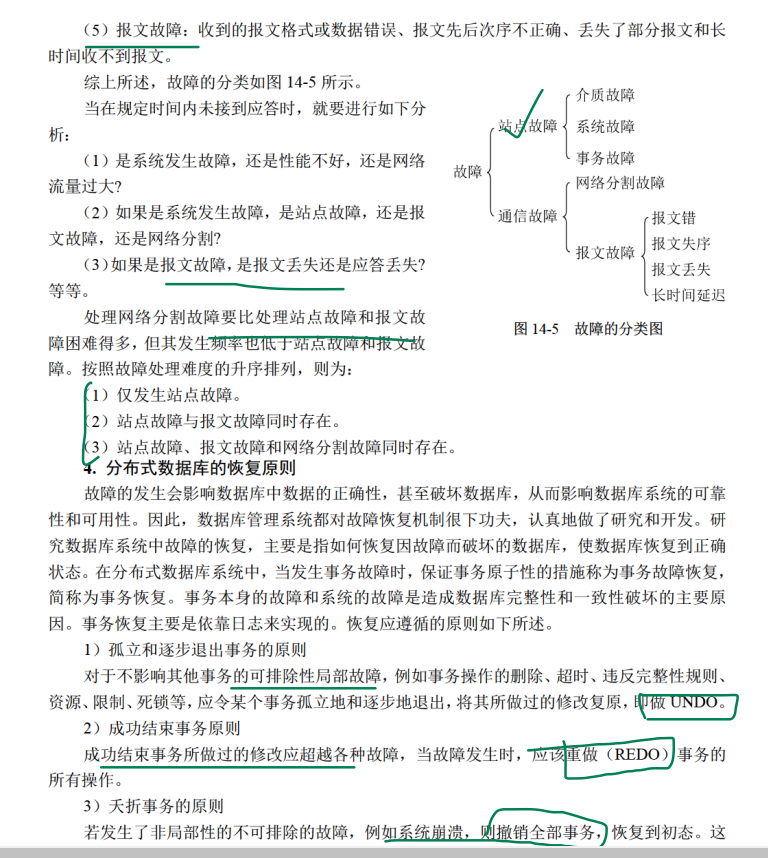 （5）报文故障：收到的报文格式或数据错误、报文先后次序不正确、丢失了部分报文和长
时间收不到报文。
综上所述，故障的分类如图 14-5 所示。
当在规定时间内未接到应答时，就要进行如下分
析：
（1）是系统发生故障，还是性能不好，还是网络
流量过大?
（2）如果是系统发生故障，是站点故障，还是报
文故障，还是网络分割?
（3）如果是报文故障，是报文丢失还是应答丢失?
等等。
处理网络分割故障要比处理站点故障和报文故
障困难得多，但其发生频率也低于站点故障和报文故
障。按照故障处理难度的升序排列，则为：
（1）仅发生站点故障。
（2）站点故障与报文故障同时存在。
（3）站点故障、报文故障和网络分割故障同时存在。
故障
站点故障
介质故障
系统故障
事务故障
通信故障
网络分割故障
报文故障
报文错
报文失序
报文丢失
长时间延迟
图 14-5 故障的分类图
4. 分布式数据库的恢复原则
故障的发生会影响数据库中数据的正确性，甚至破坏数据库，从而影响数据库系统的可靠
性和可用性。因此，数据库管理系统都对故障恢复机制很下功夫，认真地做了研究和开发。研
究数据库系统中故障的恢复，主要是指如何恢复因故障而破坏的数据库，使数据库恢复到正确
状态。在分布式数据库系统中，当发生事务故障时，保证事务原子性的措施称为事务故障恢复，
简称为事务恢复。事务本身的故障和系统的故障是造成数据库完整性和一致性破坏的主要原
因。事务恢复主要是依靠日志来实现的。恢复应遵循的原则如下所述。
1）孤立和逐步退出事务的原则
对于不影响其他事务的可排除性局部故障，例如事务操作的删除、超时、违反完整性规则、
资源、限制、死锁等，应令某个事务孤立地和逐步地退出，将其所做过的修改复原，即做 UNDO。
2）成功结束事务原则
成功结束事务所做过的修改应超越各种故障，当故障发生时，应该重做（REDO）事务的
所有操作。
3）夭折事务的原则
若发生了非局部性的不可排除的故障，例如系统崩溃，则撤销全部事务，恢复到初态。这